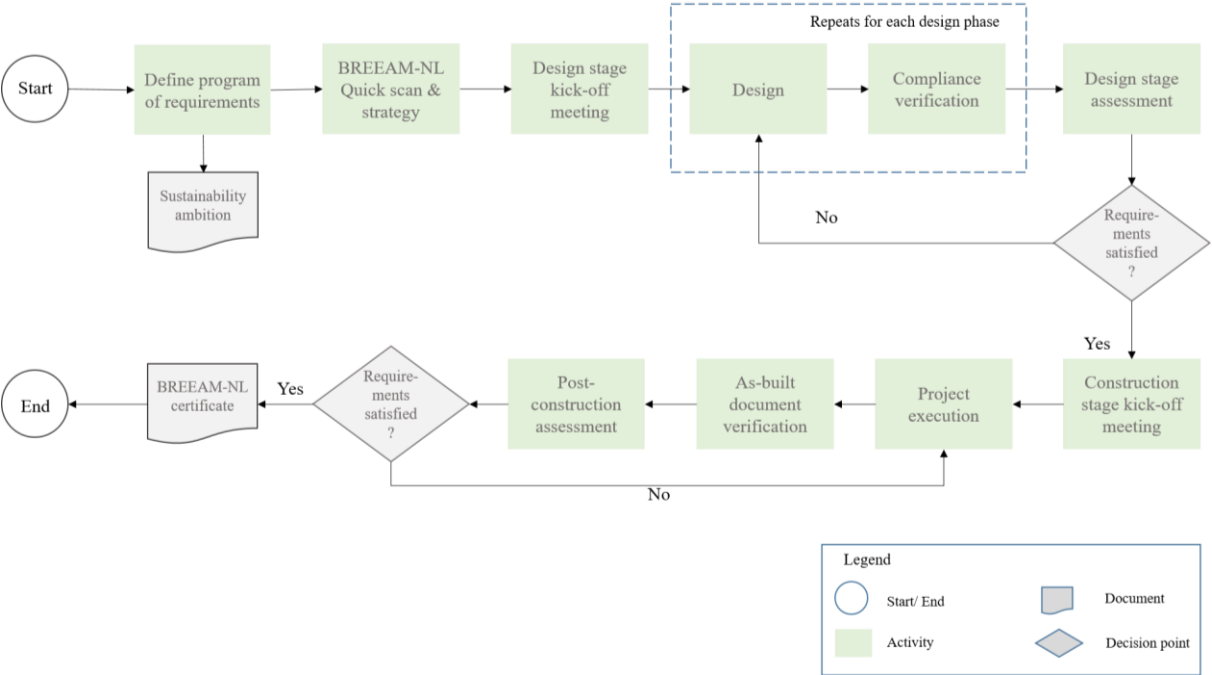 Repeats for each design phase
Start
Define program
of requirements
BREEAM-NL
Quick scan &
strategy
Design stage
kick-off
meeting
Design
Compliance
verification
Design stage
assessment
Sustainability
ambition
No
Require-
ments
satisfied
?
Yes
End
BREEAM-NL
certificate
Yes
Require-
ments
satisfied
?
Post-
construction
assessment
As-built
document
verification
Project
execution
Construction
stage kick-off
meeting
No
Legend
Start/ End
Document
Activity
Decision point